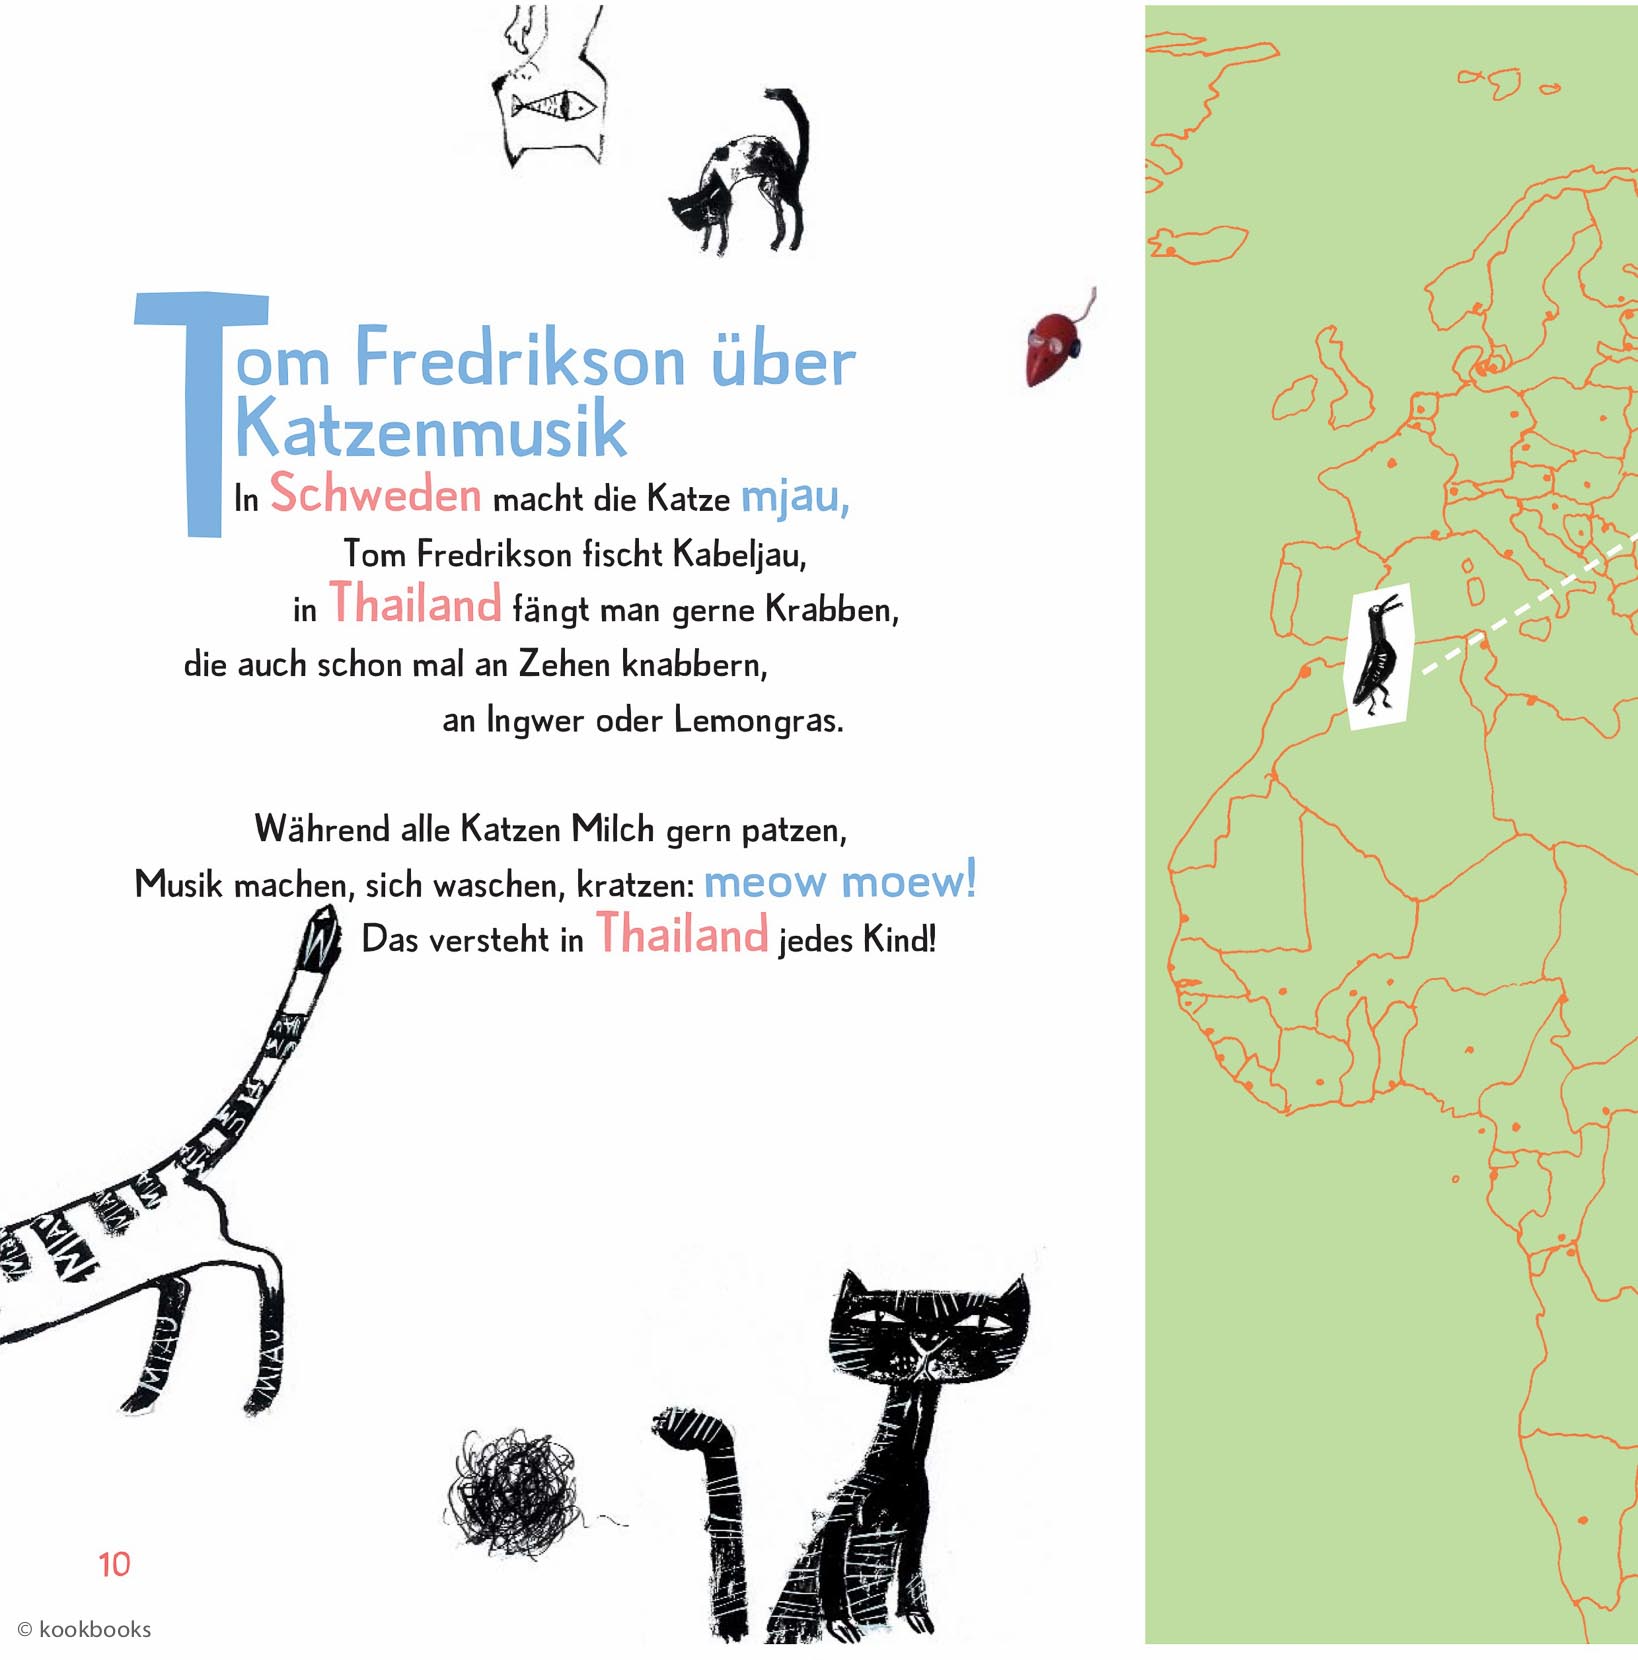 Tom Fredrikson über
Katzenmusik
In Schweden macht die Katze mjau,
Tom Fredrikson fischt Kabeljau,
in Thailand fängt man gerne Krabben,
die auch schon mal an Zehen knabbern,
an Ingwer oder Lemongras.
Während alle Katzen Milch gern patzen,
Musik machen, sich waschen, kratzen: meow moew!
Das versteht in Thailand jedes Kind!
MIAU
MIAU
MIAU
MIAU
10
© kookbooks